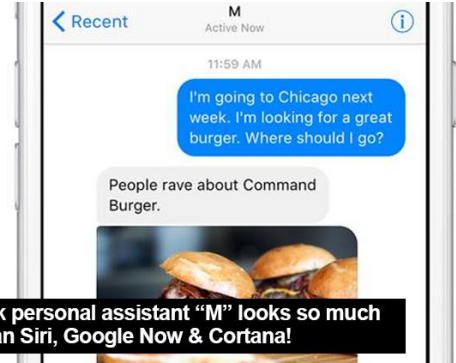 Recent
M
Active Now
11:59 AM
I'm going to Chicago next
week. I'm looking for a great
burger. Where should I go?
People rave about Command
Burger.
personal assistant “M” looks so much
Siri, Google Now & Cortana!